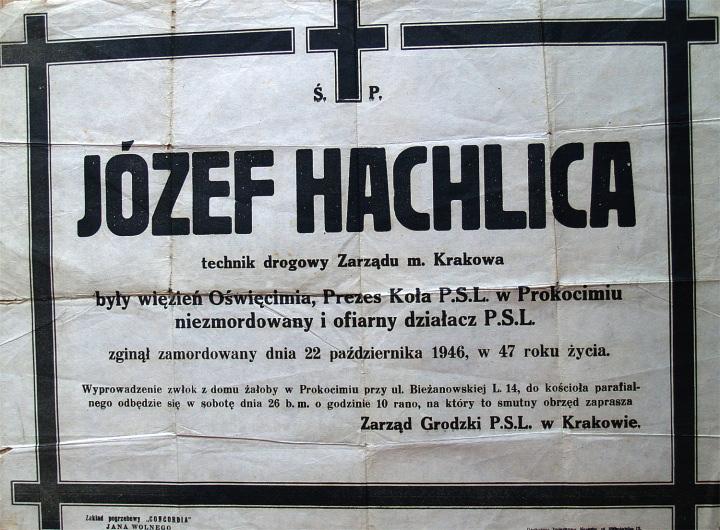 Ś. P.
JÓZEF HACHLICA
technik drogowy Zarządu m. Krakowa
były więzień Oświęcimia, Prezes Koła P.S.L. w Prokocimiu
niezmordowany i ofiarny działacz P.S.L.
zginął zamordowany dnia 22 października 1946, w 47 roku życia.
Wyprowadzenie zwłok z domu żałoby w Prokocimiu przy ul. Bieżanowskiej L. 14, do kościoła parafial-
nego odbędzie się w sobotę dnia 26 b. m. o godzinie 10 rano, na który to smutny obrzęd zaprasza
Zarząd Grodzki P.S.L. w Krakowie.
Zakład pogrzebowy „CONCORDIA"
JANA WOLNEGO